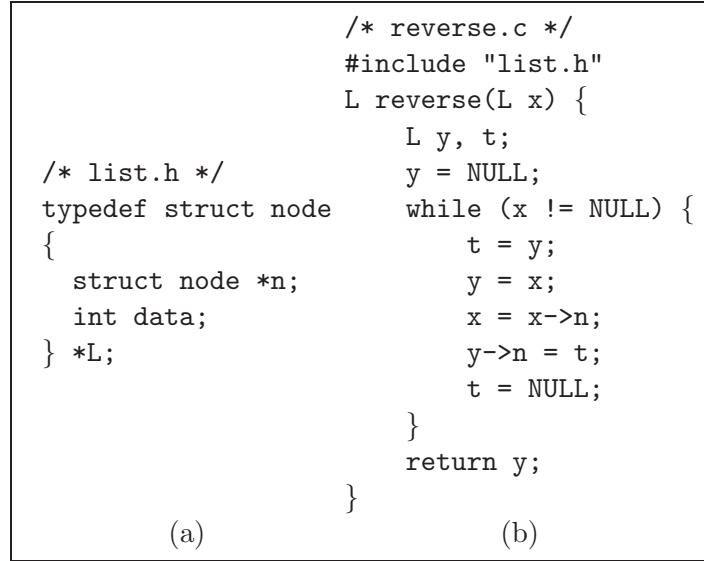 /* list.h */
typedef struct node
{
  struct node *n;
  int data;
} *L;
(a)
/* reverse.c */
#include "list.h"
L reverse(L x) {
    L y, t;
    y = NULL;
    while (x != NULL) {
        t = y;
        y = x;
        x = x->n;
        y->n = t;
        t = NULL;
    }
    return y;
}
(b)